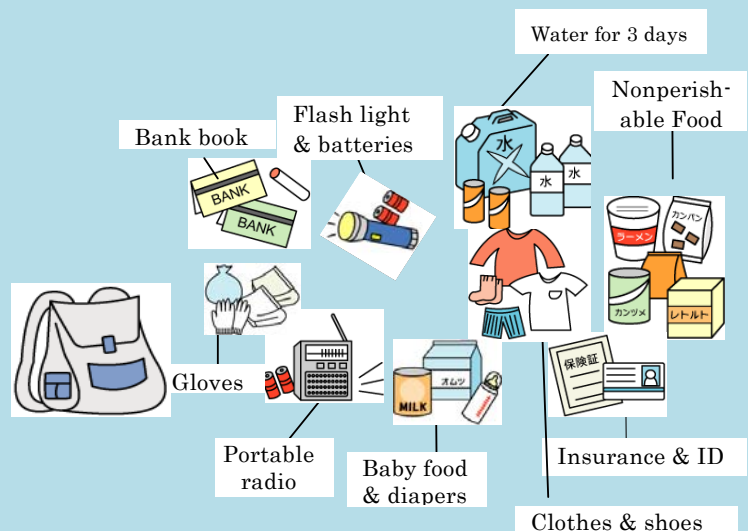 Water for 3 days
Nonperish-
able Food
Flash light
& batteries
Bank book
BANK
BANK
水
水
水
ラーメン
カンパン
カンヅメ
レトルト
Gloves
保険証
オムツ
MILK
Portable
radio
Baby food
& diapers
Insurance & ID
Clothes & shoes